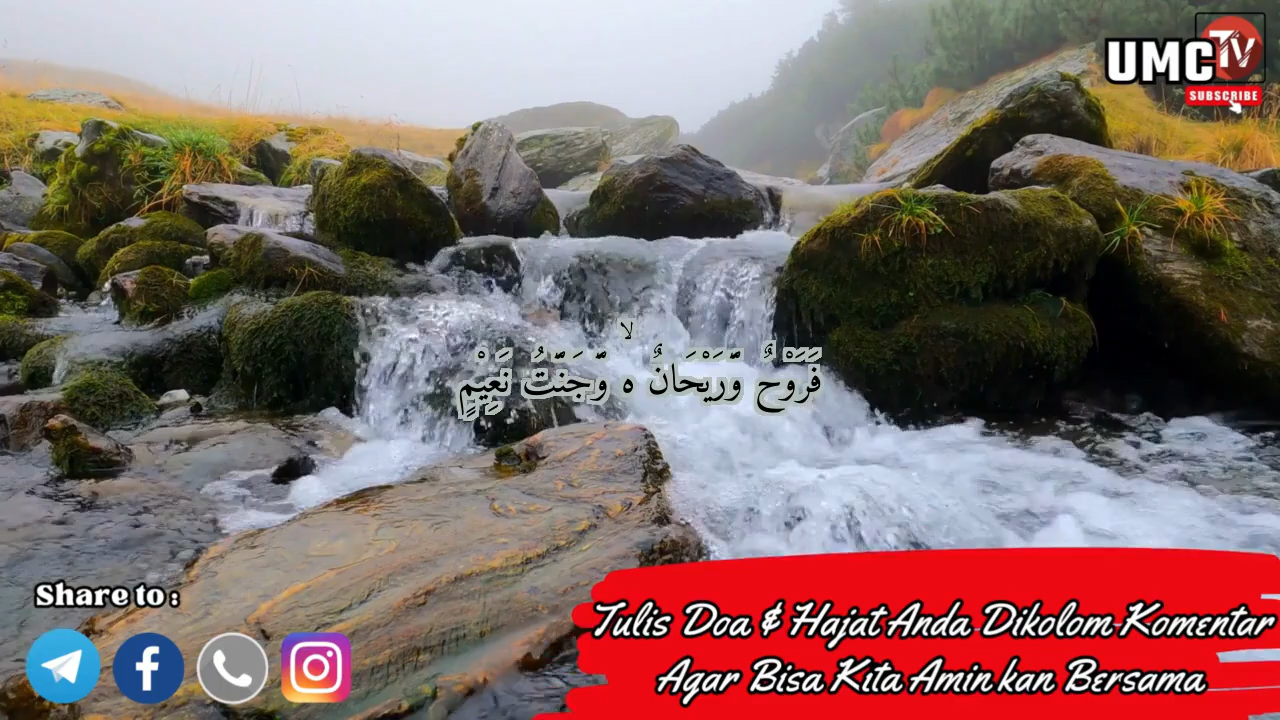 UMC TV
SUBSCRIBE
فَرَوْحٌ وَّرَيْحَانٌ ەۙ وَّجَنَّتُ نَعِيْمٍ
Share to :
Tulis Doa & Hajat Anda Dikolom Komentar
Agar Bisa Kita Amin kan Bersama